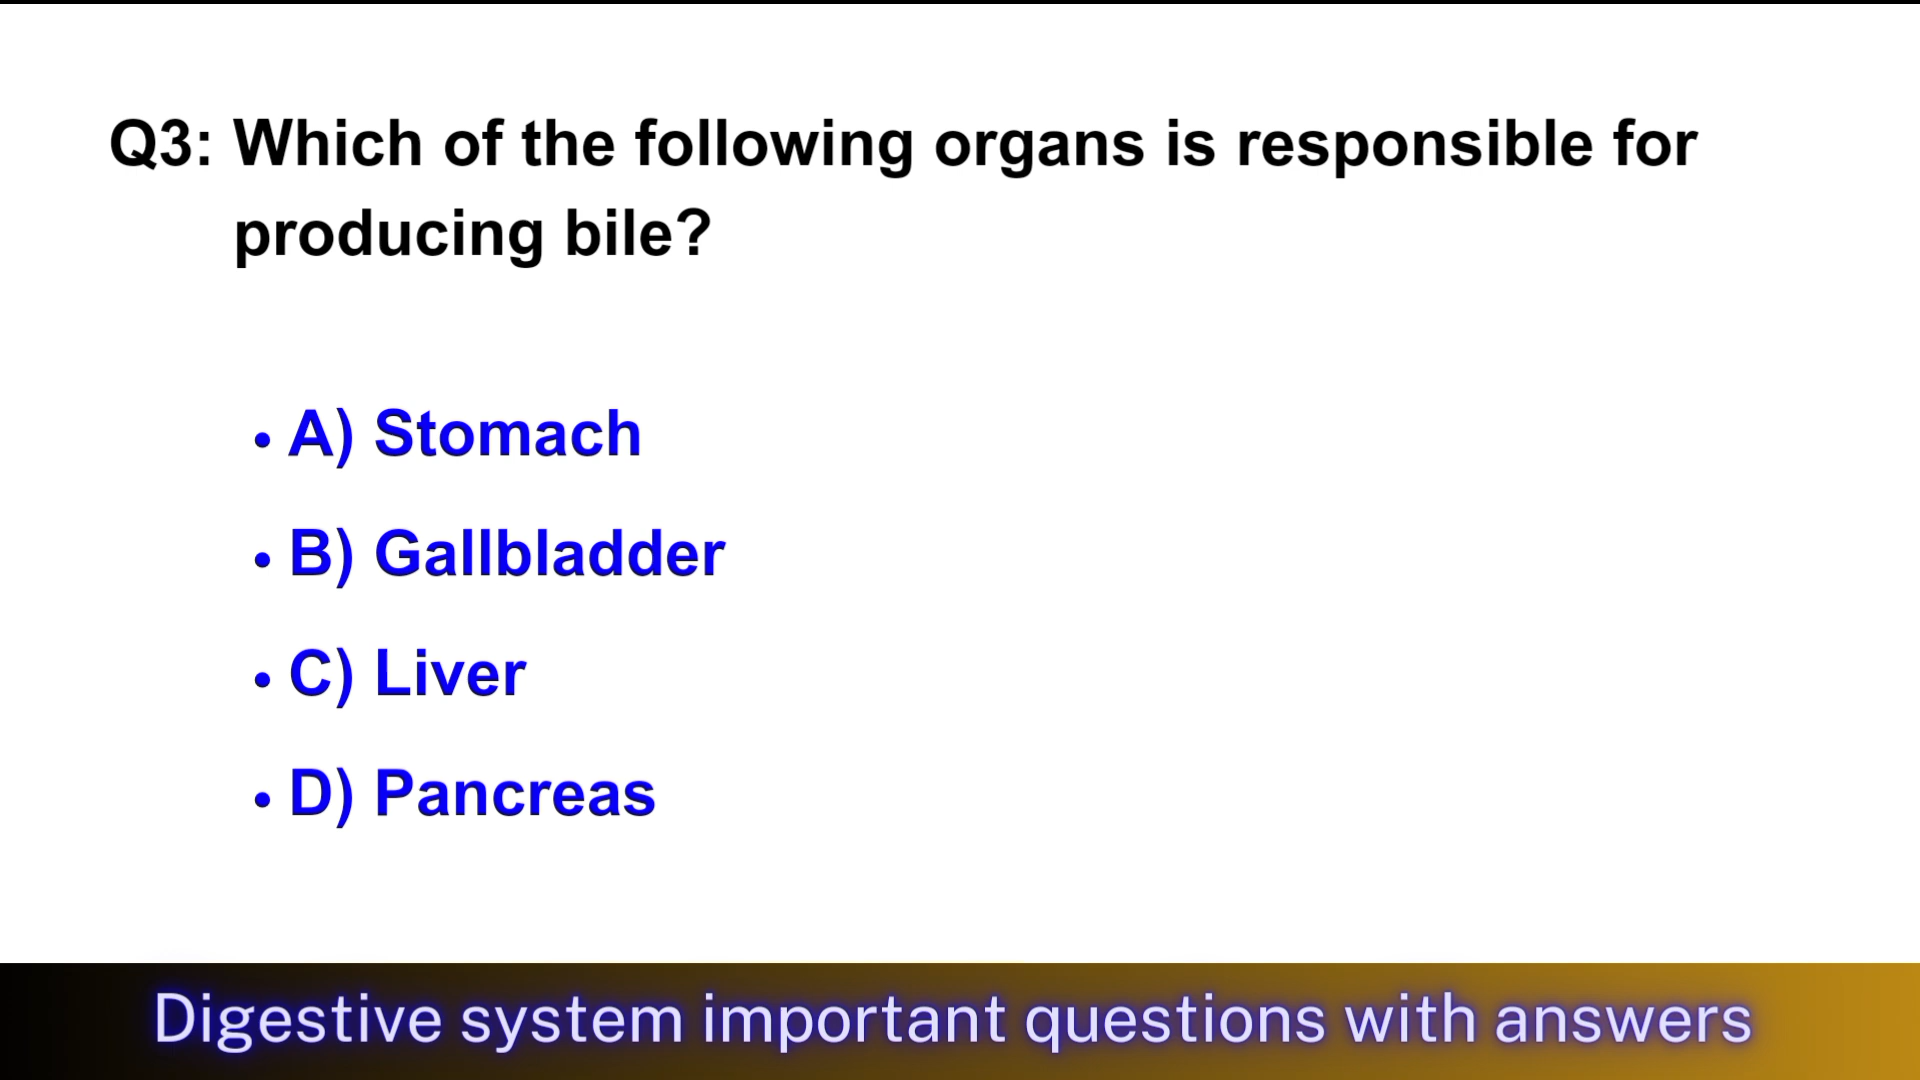 Q3: Which of the following organs is responsible for
producing bile?
• A) Stomach
• B) Gallbladder
• C) Liver
• D) Pancreas
Digestive system important questions with answers